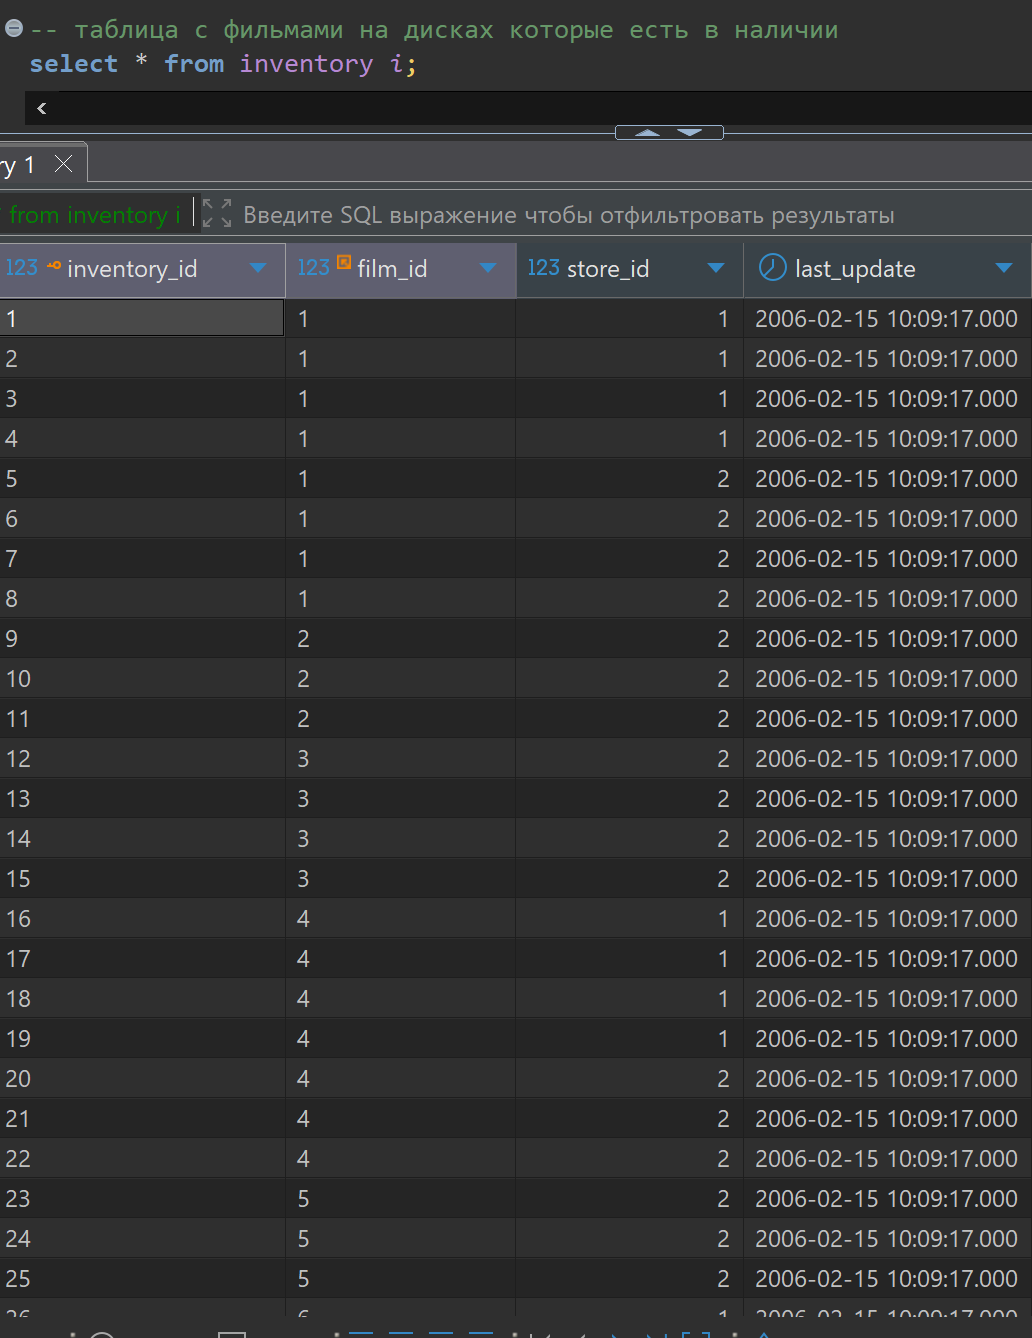 -- таблица с фильмами на дисках которые есть в наличии
select * from inventory i;
ry 1
from inventory i Введите SQL выражение чтобы отфильтровать результаты
123 inventory_id 123 film_id 123 store_id last_update
1 1 1 2006-02-15 10:09:17.000
2 1 1 2006-02-15 10:09:17.000
3 1 1 2006-02-15 10:09:17.000
4 1 1 2006-02-15 10:09:17.000
5 1 2 2006-02-15 10:09:17.000
6 1 2 2006-02-15 10:09:17.000
7 1 2 2006-02-15 10:09:17.000
8 1 2 2006-02-15 10:09:17.000
9 2 2 2006-02-15 10:09:17.000
10 2 2 2006-02-15 10:09:17.000
11 2 2 2006-02-15 10:09:17.000
12 3 2 2006-02-15 10:09:17.000
13 3 2 2006-02-15 10:09:17.000
14 3 2 2006-02-15 10:09:17.000
15 3 2 2006-02-15 10:09:17.000
16 4 1 2006-02-15 10:09:17.000
17 4 1 2006-02-15 10:09:17.000
18 4 1 2006-02-15 10:09:17.000
19 4 1 2006-02-15 10:09:17.000
20 4 2 2006-02-15 10:09:17.000
21 4 2 2006-02-15 10:09:17.000
22 4 2 2006-02-15 10:09:17.000
23 5 2 2006-02-15 10:09:17.000
24 5 2 2006-02-15 10:09:17.000
25 5 2 2006-02-15 10:09:17.000